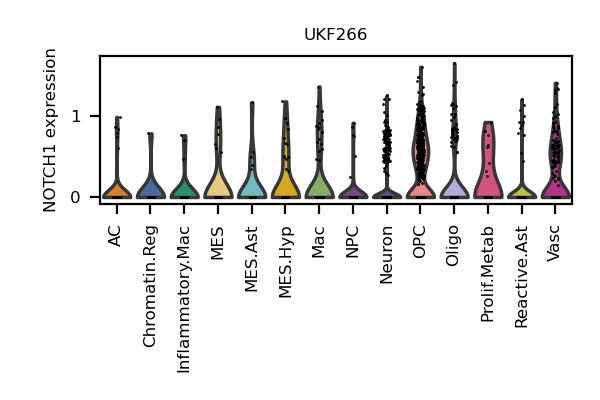 UKF266
NOTCH1 expression
1
0
AC
Chromatin.Reg
Inflammatory.Mac
MES
MES.Ast
MES.Hyp
Mac
NPC
Neuron
OPC
Oligo
Prolif.Metab
Reactive.Ast
Vasc